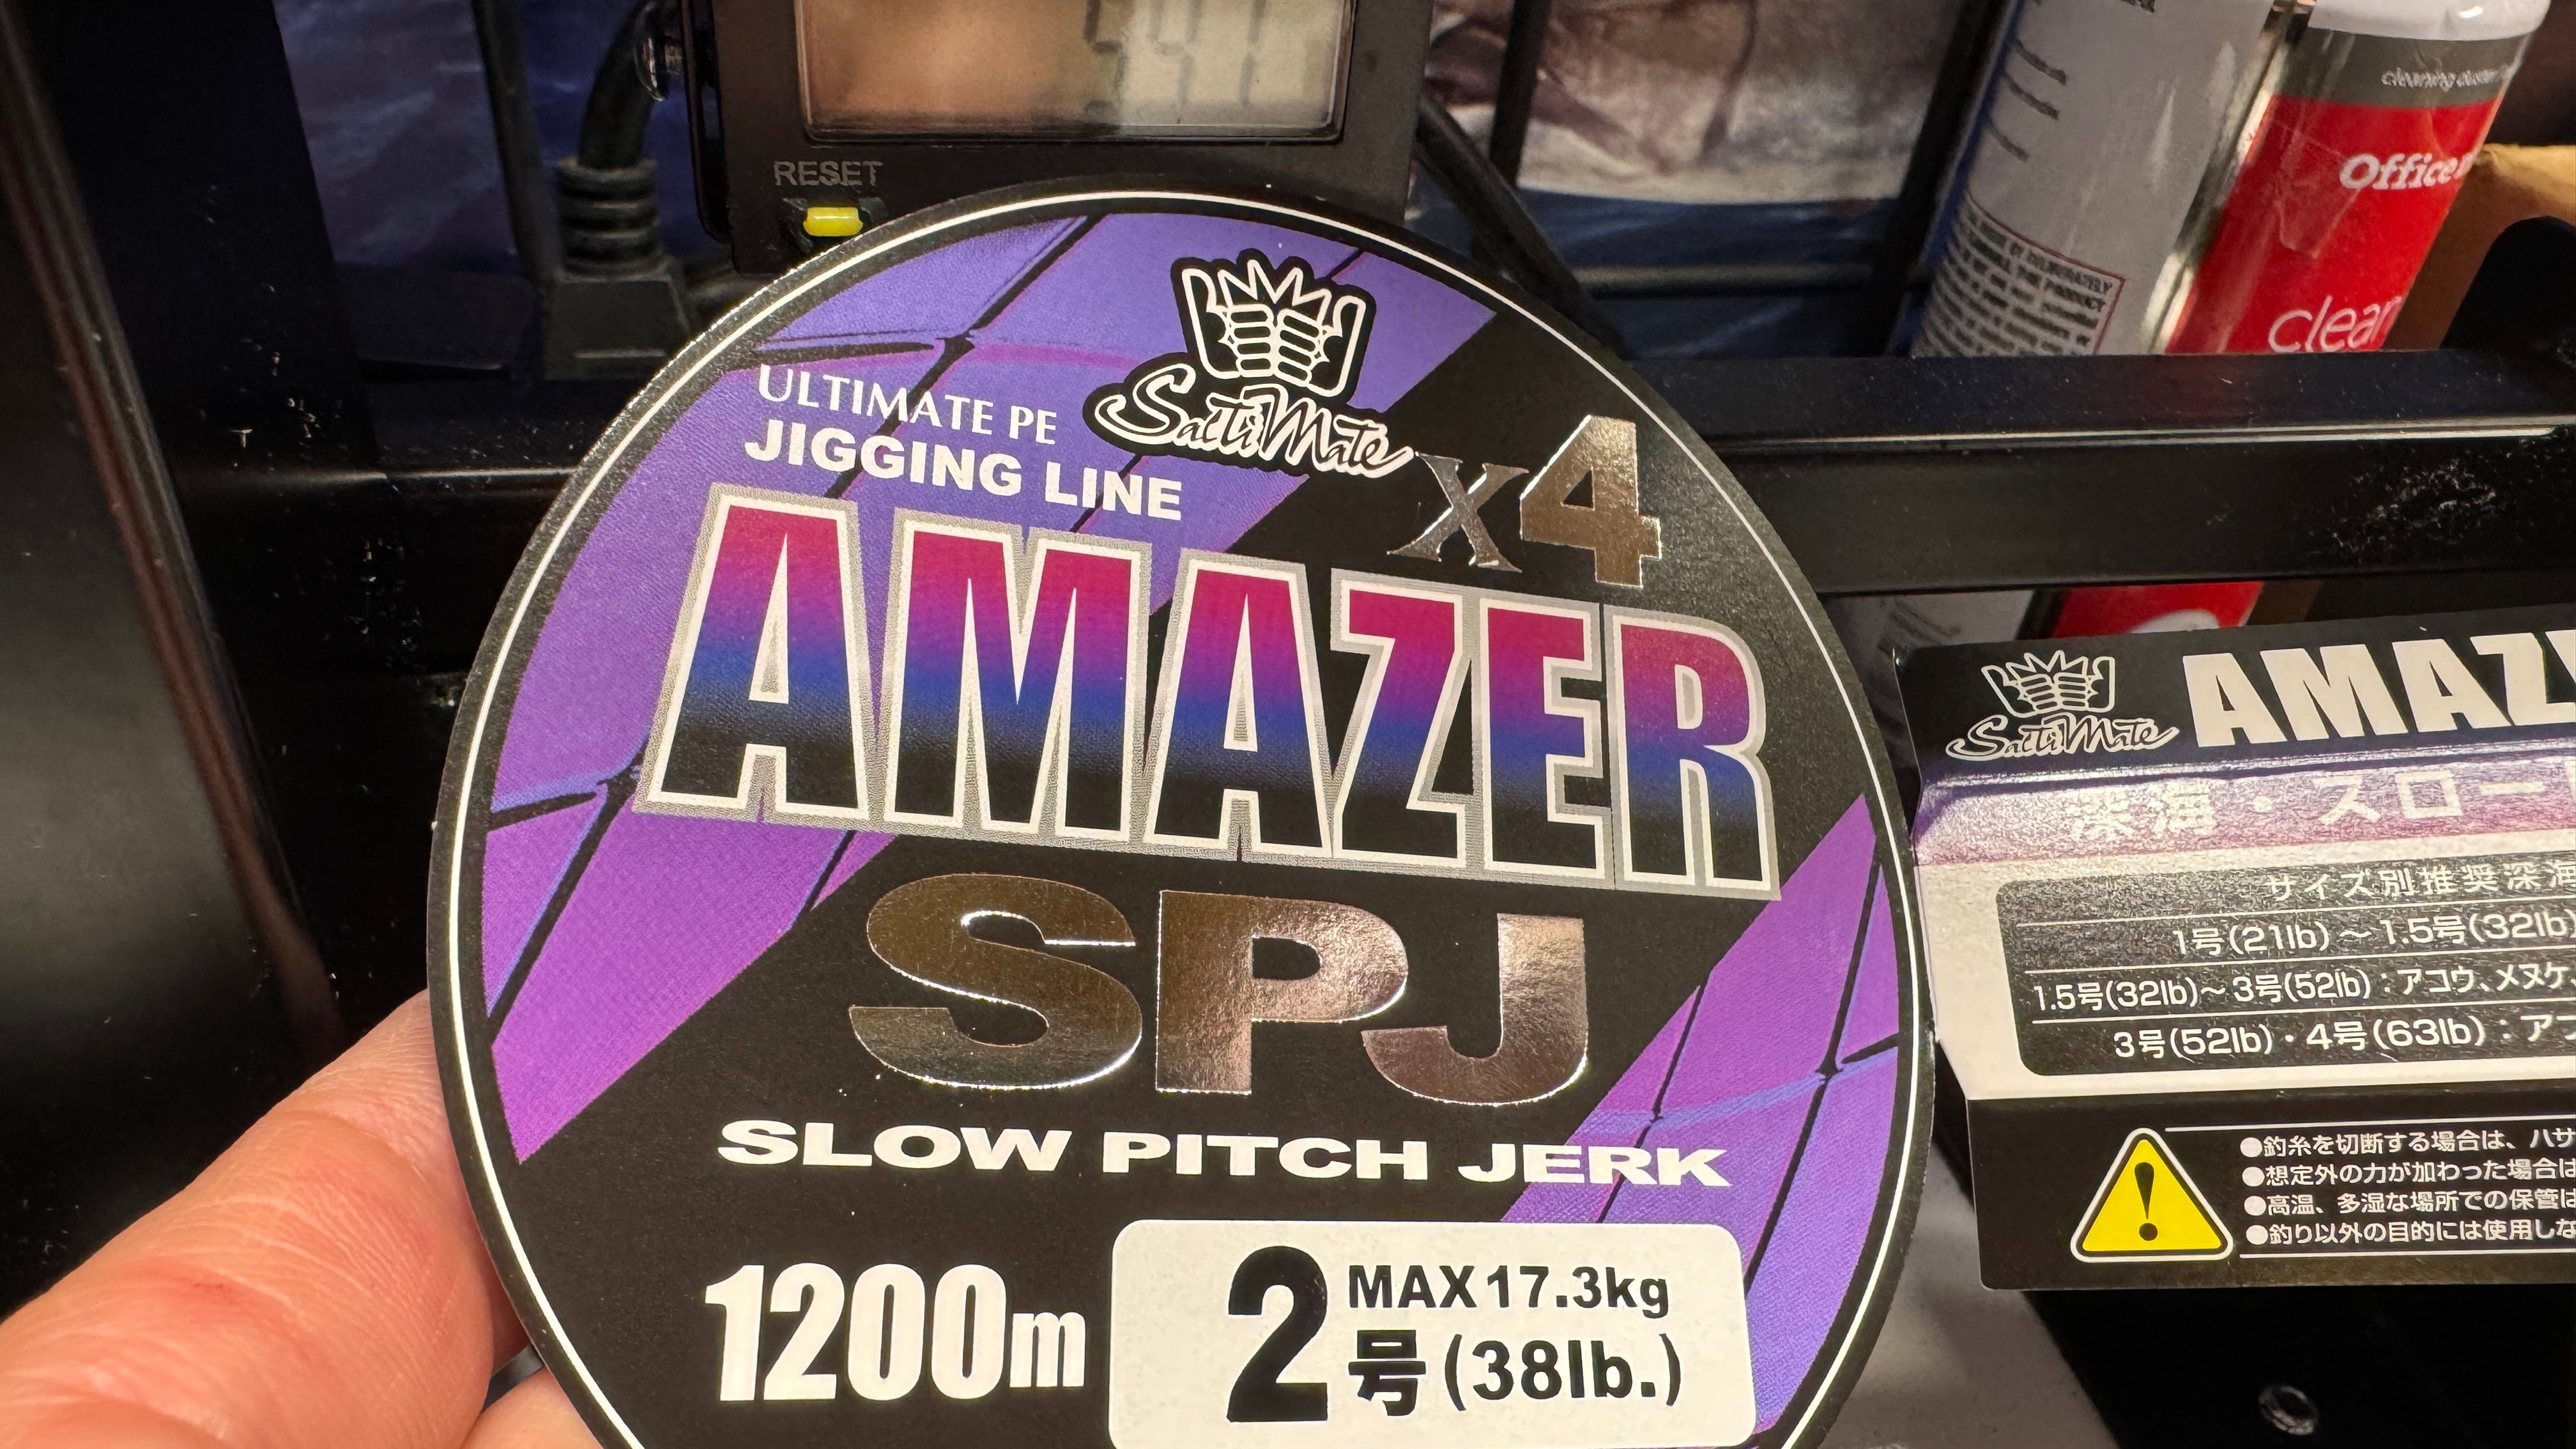 RESET
cleaning duster
Office
clean
ULTIMATE PE
JIGGING LINE
SaltiMate
X4
AMAZER
SPJ
SLOW PITCH JERK
1200m
2号
MAX17.3kg
(38lb.)
SaltiMate
AMAZE
深海・スロー
サイズ別推奨深海
1号(21lb)～1.5号(32lb)
1.5号(32lb)～3号(52lb)：アコウ、メヌケ
3号(52lb)・4号(63lb)：アブ
●釣糸を切断する場合は、ハサ
●想定外の力が加わった場合は
●高温、多湿な場所での保管は
●釣り以外の目的には使用しな